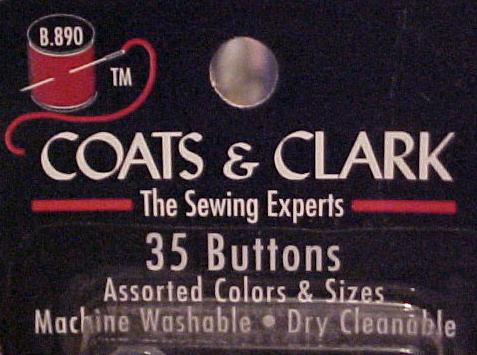 B.890
TM
COATS & CLARK
The Sewing Experts
35 Buttons
Assorted Colors & Sizes
Machine Washable • Dry Cleanable